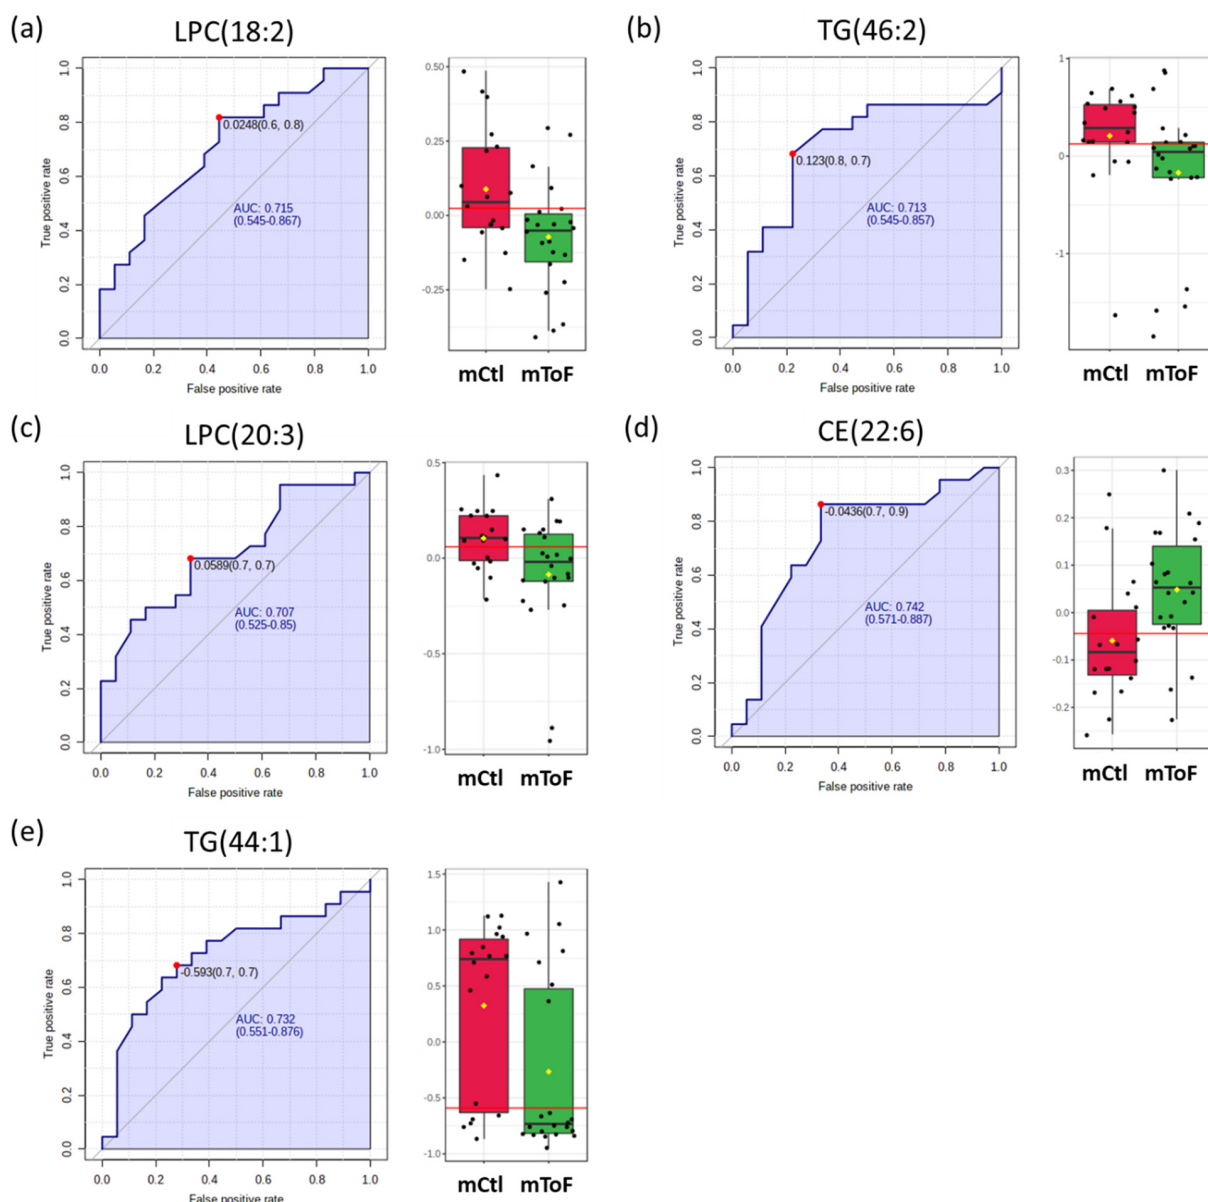 (a)
LPC(18:2)
1.0
0.8
0.6
0.4
0.2
0.0
True positive rate
0.0248(0.6, 0.8)
AUC: 0.715
(0.545-0.867)
0.0 0.2 0.4 0.6 0.8 1.0
False positive rate
0.50
0.25
0.00
-0.25
mCtl mToF
(b)
TG(46:2)
1.0
0.8
0.6
0.4
0.2
0.0
True positive rate
0.123(0.8, 0.7)
AUC: 0.713
(0.545-0.857)
0.0 0.2 0.4 0.6 0.8 1.0
False positive rate
1
0
-1
mCtl mToF
(c)
LPC(20:3)
1.0
0.8
0.6
0.4
0.2
0.0
True positive rate
0.0589(0.7, 0.7)
AUC: 0.707
(0.525-0.85)
0.0 0.2 0.4 0.6 0.8 1.0
False positive rate
0.5
0.0
-0.5
-1.0
mCtl mToF
(d)
CE(22:6)
1.0
0.8
0.6
0.4
0.2
0.0
True positive rate
-0.0436(0.7, 0.9)
AUC: 0.742
(0.571-0.887)
0.0 0.2 0.4 0.6 0.8 1.0
False positive rate
0.3
0.2
0.1
0.0
-0.1
-0.2
mCtl mToF
(e)
TG(44:1)
1.0
0.8
0.6
0.4
0.2
0.0
True positive rate
-0.593(0.7, 0.7)
AUC: 0.732
(0.551-0.876)
0.0 0.2 0.4 0.6 0.8 1.0
False positive rate
1.5
1.0
0.5
0.0
-0.5
-1.0
mCtl mToF